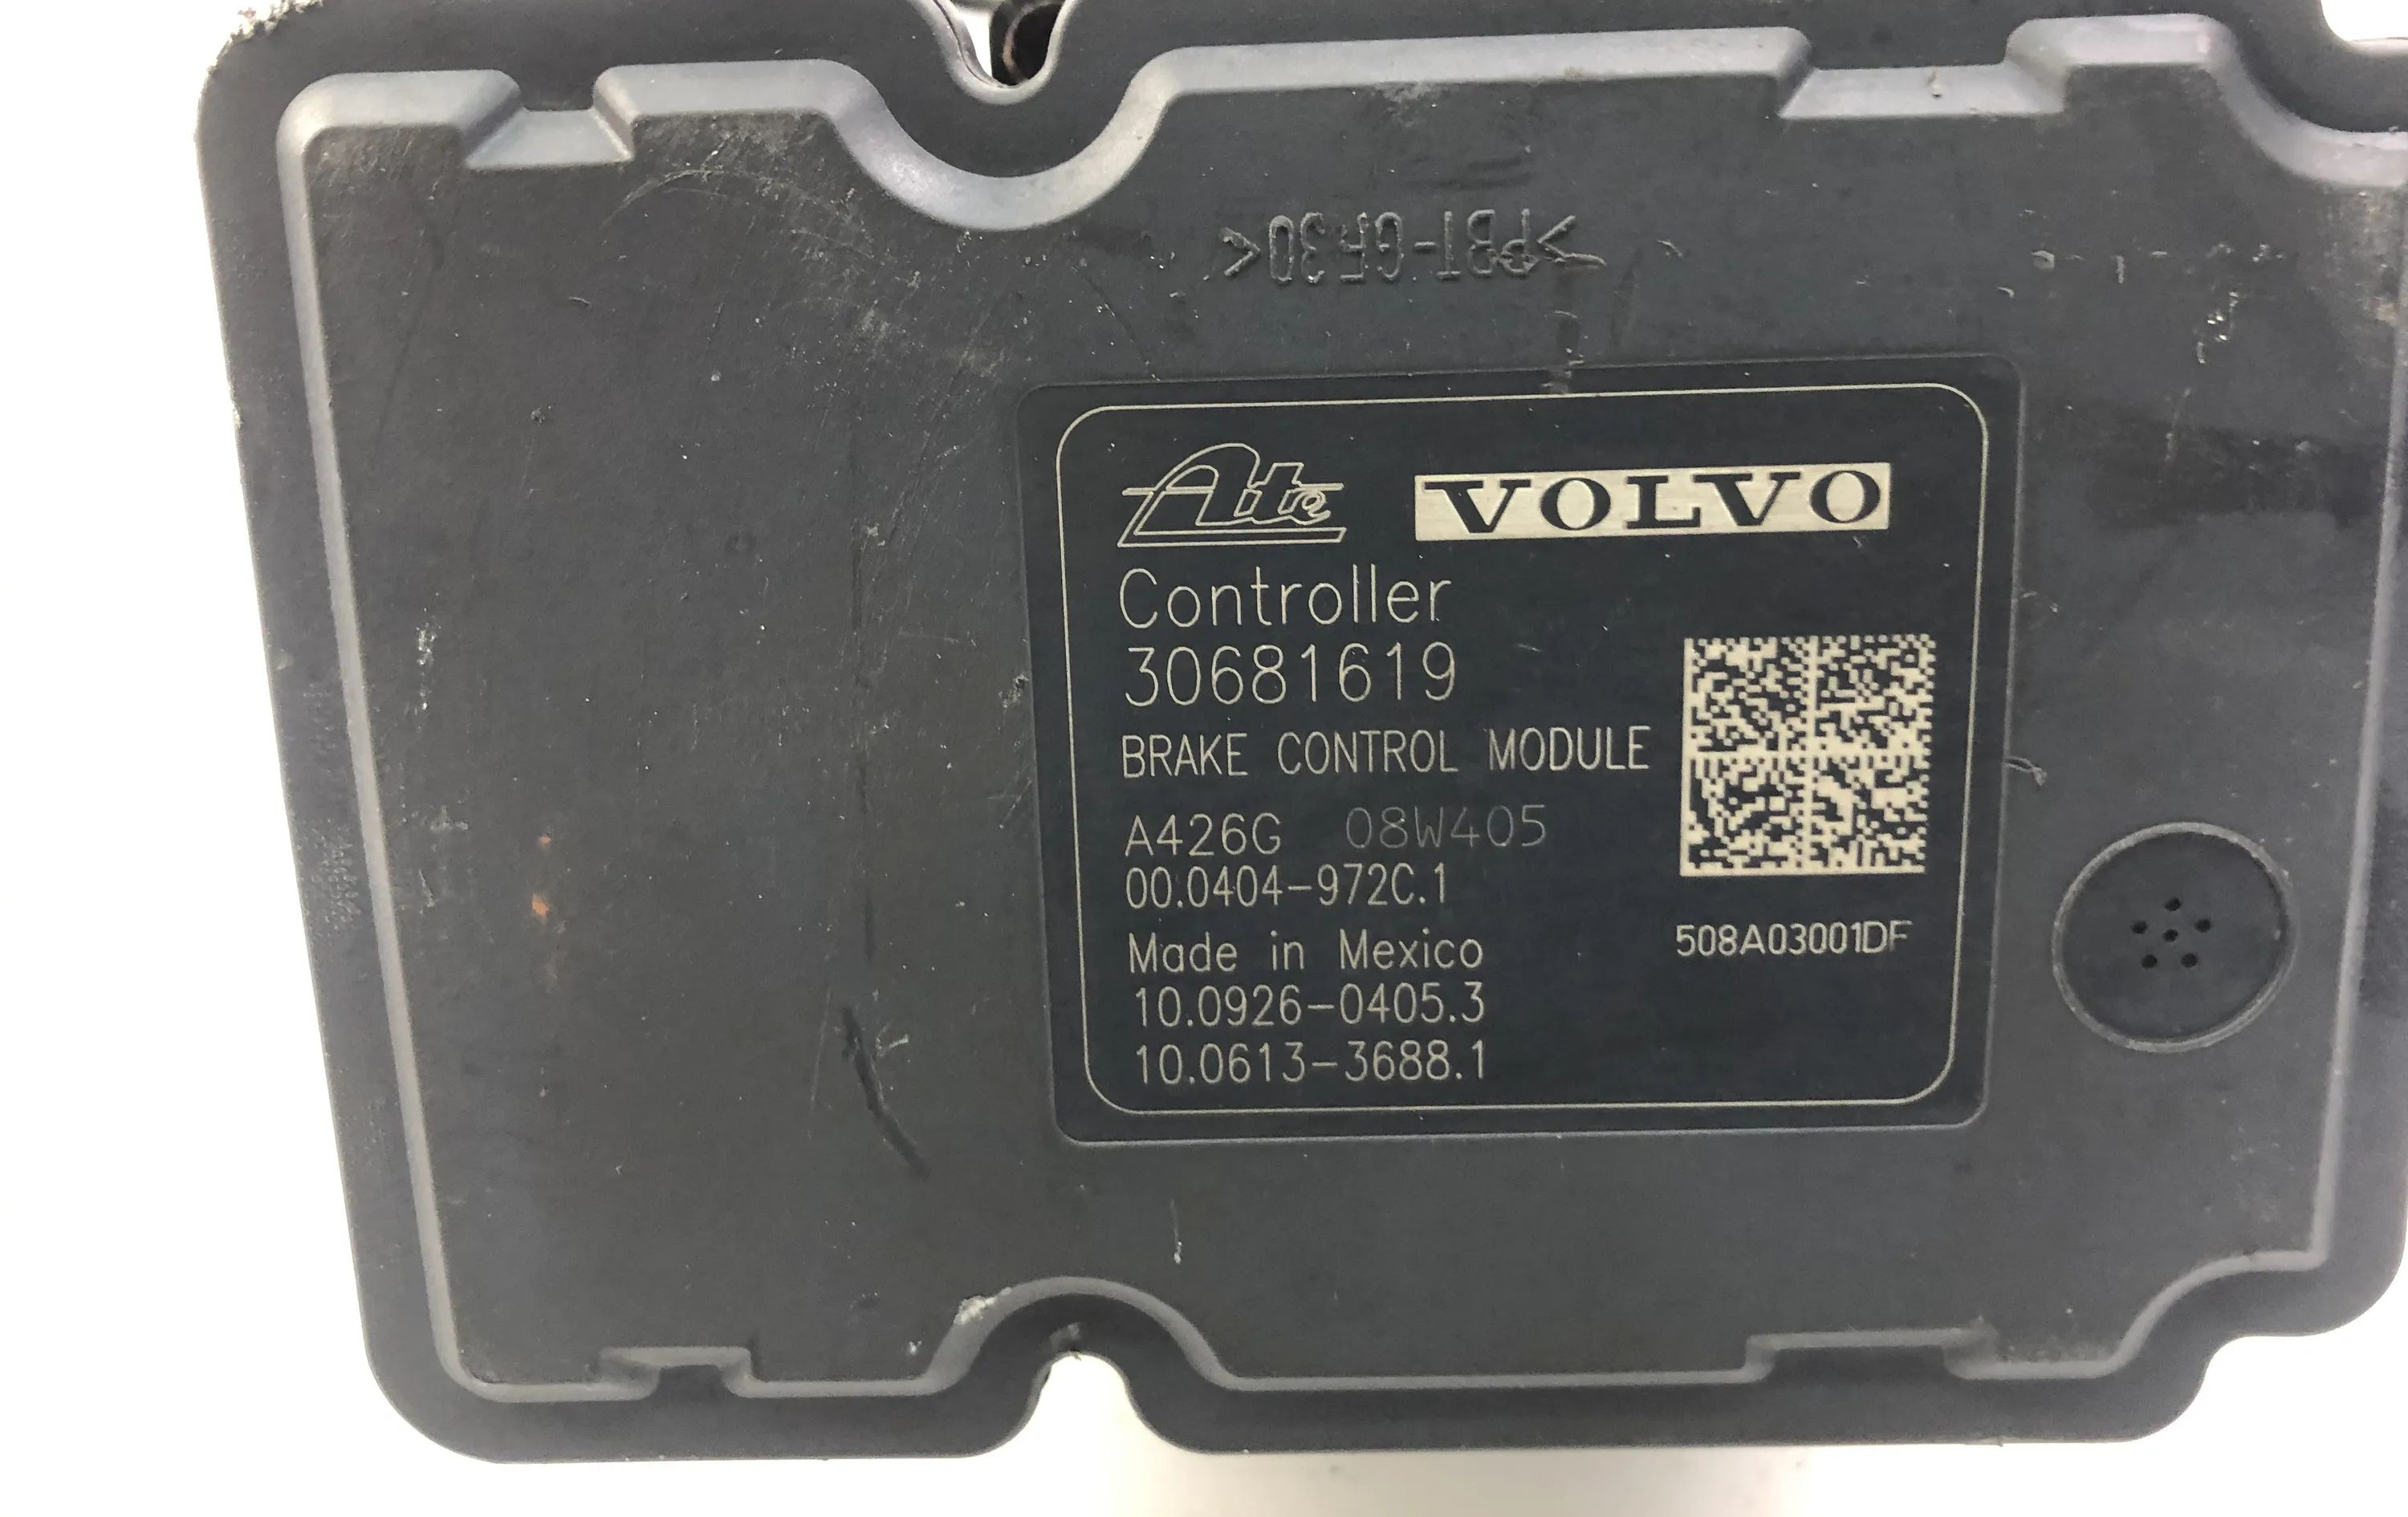 >PBT-GF30<
Ate VOLVO
Controller
30681619
BRAKE CONTROL MODULE
A426G 08W405
00.0404-972C.1
Made in Mexico
508A03001DF
10.0926-0405.3
10.0613-3688.1